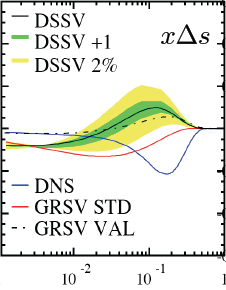 DSSV
DSSV +1
DSSV 2%
xΔs
DNS
GRSV STD
GRSV VAL
10^-2
10^-1
1